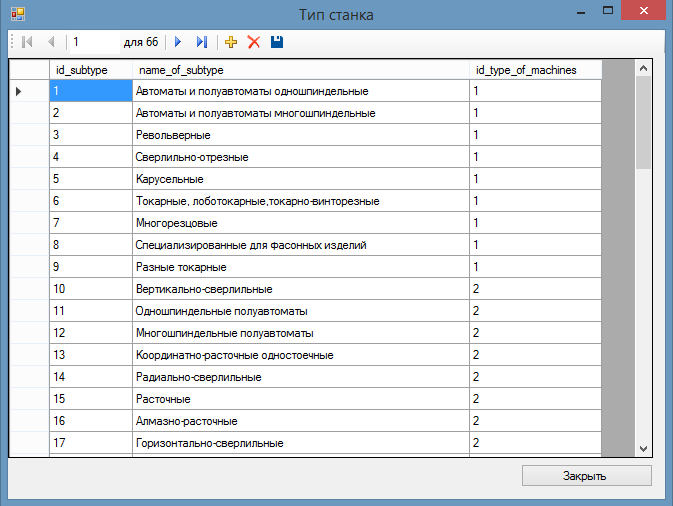 Тип станка
1 для 66
id_subtype name_of_subtype id_type_of_machines
1 Автоматы и полуавтоматы одношпиндельные 1
2 Автоматы и полуавтоматы многошпиндельные 1
3 Револьверные 1
4 Сверлильно-отрезные 1
5 Карусельные 1
6 Токарные, лоботокарные,токарно-винторезные 1
7 Многорезцовые 1
8 Специализированные для фасонных изделий 1
9 Разные токарные 1
10 Вертикально-сверлильные 2
11 Одношпиндельные полуавтоматы 2
12 Многошпиндельные полуавтоматы 2
13 Координатно-расточные одностоечные 2
14 Радиально-сверлильные 2
15 Расточные 2
16 Алмазно-расточные 2
17 Горизонтально-сверлильные 2
Закрыть